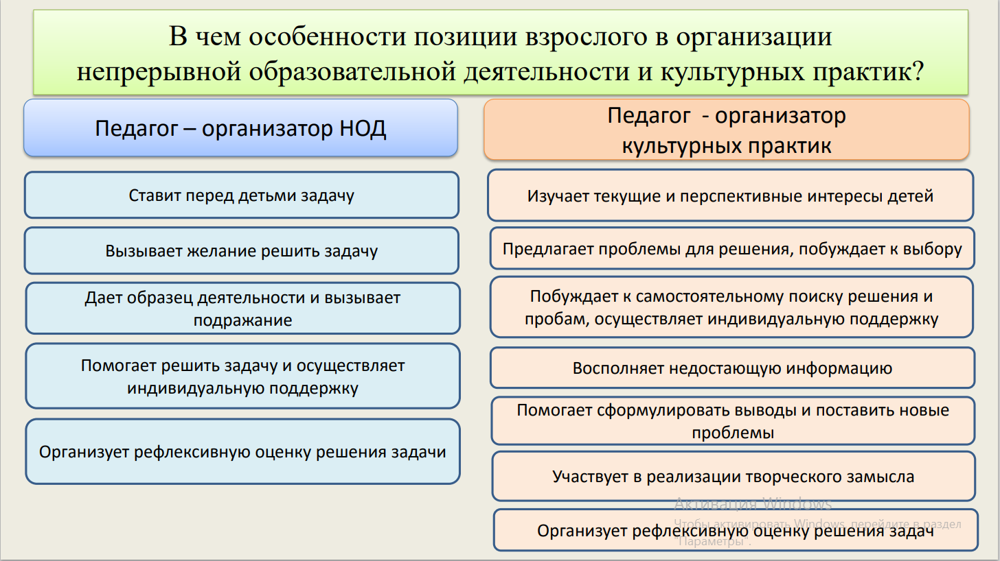 В чем особенности позиции взрослого в организации
непрерывной образовательной деятельности и культурных практик?
Педагог – организатор НОД
Ставит перед детьми задачу
Вызывает желание решить задачу
Дает образец деятельности и вызывает
подражание
Помогает решить задачу и осуществляет
индивидуальную поддержку
Организует рефлексивную оценку решения задачи
Педагог - организатор
культурных практик
Изучает текущие и перспективные интересы детей
Предлагает проблемы для решения, побуждает к выбору
Побуждает к самостоятельному поиску решения и
пробам, осуществляет индивидуальную поддержку
Восполняет недостающую информацию
Помогает сформулировать выводы и поставить новые
проблемы
Участвует в реализации творческого замысла
Организует рефлексивную оценку решения задач
Активация Windows
Чтобы активировать Windows, перейдите в раздел
"Параметры".